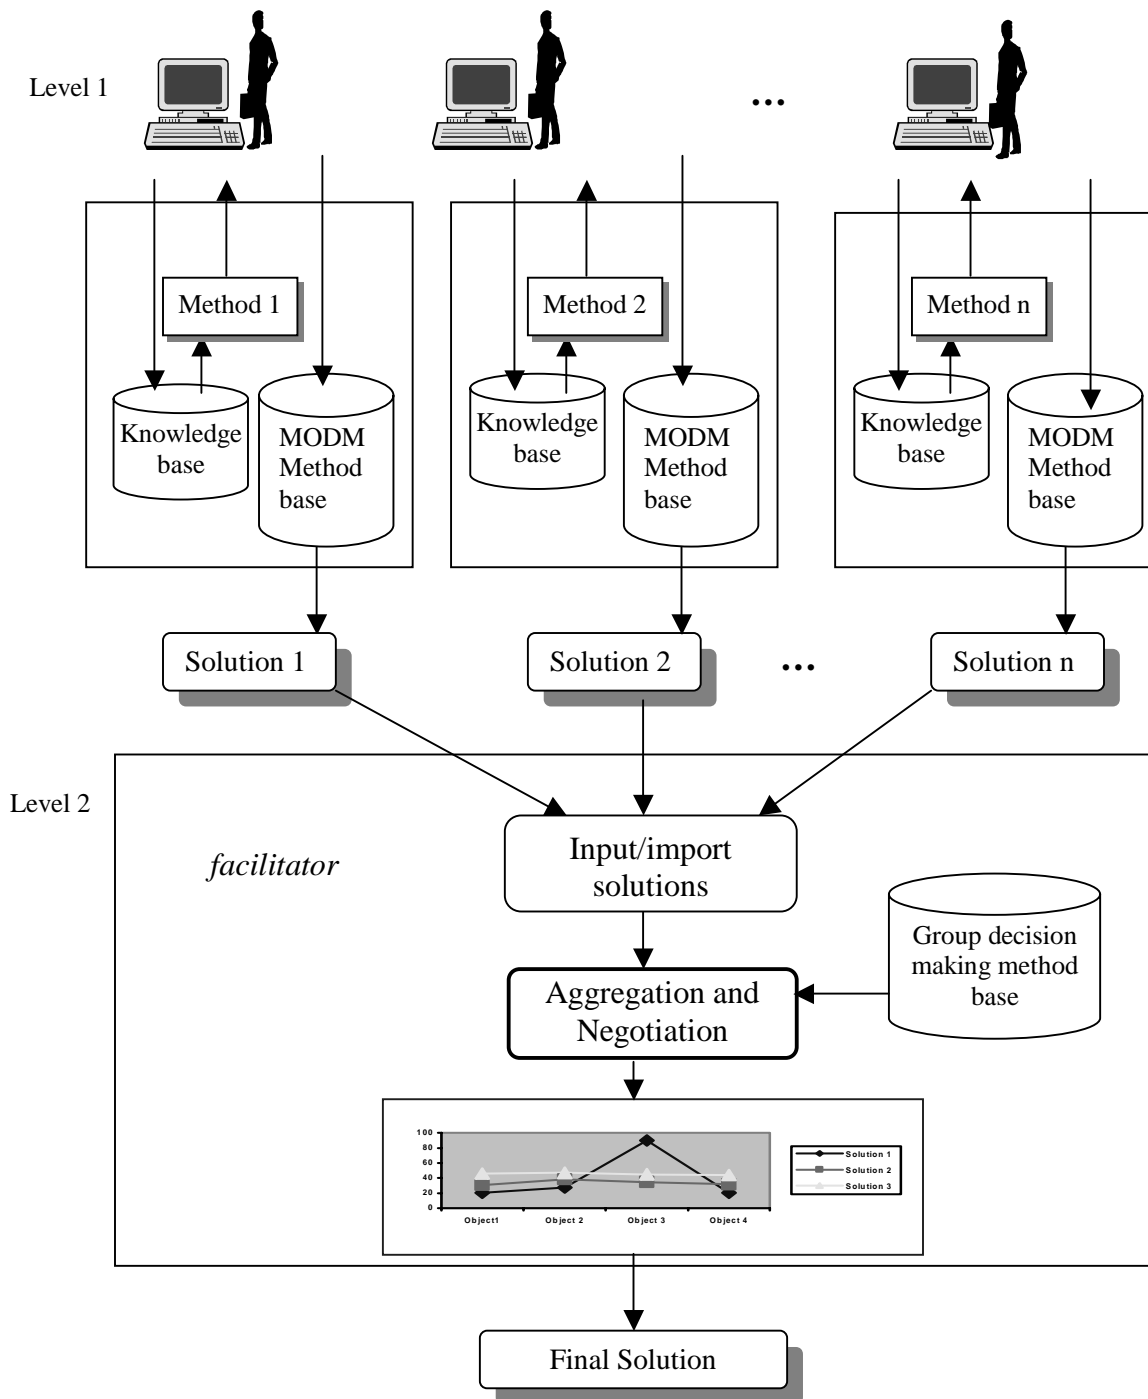 Level 1
...
Method 1
Method 2
Method n
Knowledge
base
MODM
Method
base
Knowledge
base
MODM
Method
base
Knowledge
base
MODM
Method
base
Solution 1
Solution 2
...
Solution n
Level 2
facilitator
Input/import
solutions
Group decision
making method
base
Aggregation and
Negotiation
100
80
60
40
20
0
Object1
Object 2
Object 3
Object 4
Solution 1
Solution 2
Solution 3
Final Solution